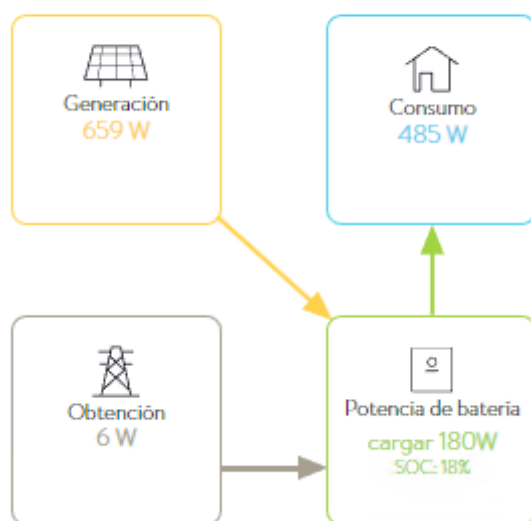 Generación
659 W
Consumo
485 W
Obtención
6 W
Potencia de batería
cargar 180W
SOC: 18%